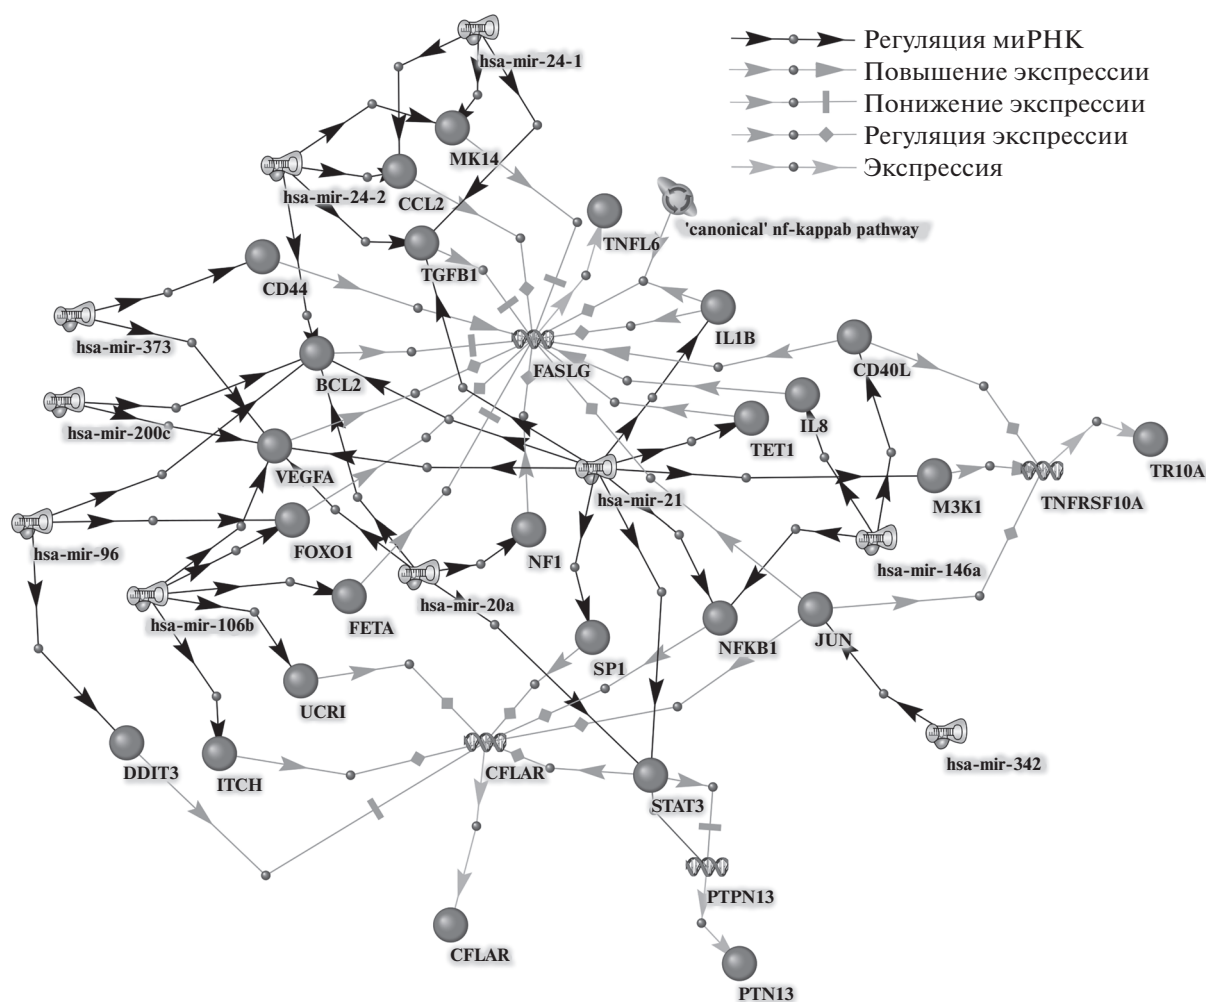 hsa-mir-24-1
Регуляция миРНК
Повышение экспрессии
Понижение экспрессии
Регуляция экспрессии
Экспрессия
MK14
hsa-mir-24-2
CCL2
TNFL6
'canonical' nf-kappab pathway
TGFB1
CD44
hsa-mir-373
IL1B
FASLG
CD40L
BCL2
hsa-mir-200c
IL8
TET1
VEGFA
TR10A
hsa-mir-21
M3K1
TNFRSF10A
hsa-mir-96
FOXO1
NF1
hsa-mir-146a
hsa-mir-20a
hsa-mir-106b
FETA
SP1
NFKB1
JUN
UCRI
DDIT3
ITCH
CFLAR
STAT3
hsa-mir-342
PTPN13
CFLAR
PTN13